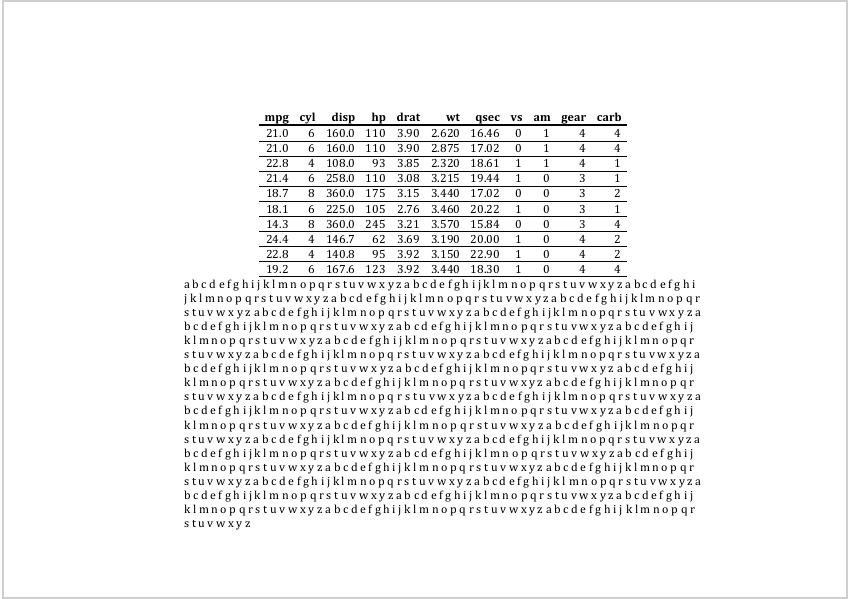 mpg cyl disp hp drat wt qsec vs am gear carb
21.0 6 160.0 110 3.90 2.620 16.46 0 1 4 4
21.0 6 160.0 110 3.90 2.875 17.02 0 1 4 4
22.8 4 108.0 93 3.85 2.320 18.61 1 1 4 1
21.4 6 258.0 110 3.08 3.215 19.44 1 0 3 1
18.7 8 360.0 175 3.15 3.440 17.02 0 0 3 2
18.1 6 225.0 105 2.76 3.460 20.22 1 0 3 1
14.3 8 360.0 245 3.21 3.570 15.84 0 0 3 4
24.4 4 146.7 62 3.69 3.190 20.00 1 0 4 2
22.8 4 140.8 95 3.92 3.150 22.90 1 0 4 2
19.2 6 167.6 123 3.92 3.440 18.30 1 0 4 4
a b c d e f g h i j k l m n o p q r s t u v w x y z a b c d e f g h i j k l m n o p q r s t u v w x y z a b c d e f g h i
j k l m n o p q r s t u v w x y z a b c d e f g h i j k l m n o p q r s t u v w x y z a b c d e f g h i j k l m n o p q r
s t u v w x y z a b c d e f g h i j k l m n o p q r s t u v w x y z a b c d e f g h i j k l m n o p q r s t u v w x y z a
b c d e f g h i j k l m n o p q r s t u v w x y z a b c d e f g h i j k l m n o p q r s t u v w x y z a b c d e f g h i j
k l m n o p q r s t u v w x y z a b c d e f g h i j k l m n o p q r s t u v w x y z a b c d e f g h i j k l m n o p q r
s t u v w x y z a b c d e f g h i j k l m n o p q r s t u v w x y z a b c d e f g h i j k l m n o p q r s t u v w x y z a
b c d e f g h i j k l m n o p q r s t u v w x y z a b c d e f g h i j k l m n o p q r s t u v w x y z a b c d e f g h i j
k l m n o p q r s t u v w x y z a b c d e f g h i j k l m n o p q r s t u v w x y z a b c d e f g h i j k l m n o p q r
s t u v w x y z a b c d e f g h i j k l m n o p q r s t u v w x y z a b c d e f g h i j k l m n o p q r s t u v w x y z a
b c d e f g h i j k l m n o p q r s t u v w x y z a b c d e f g h i j k l m n o p q r s t u v w x y z a b c d e f g h i j
k l m n o p q r s t u v w x y z a b c d e f g h i j k l m n o p q r s t u v w x y z a b c d e f g h i j k l m n o p q r
s t u v w x y z a b c d e f g h i j k l m n o p q r s t u v w x y z a b c d e f g h i j k l m n o p q r s t u v w x y z a
b c d e f g h i j k l m n o p q r s t u v w x y z a b c d e f g h i j k l m n o p q r s t u v w x y z a b c d e f g h i j
k l m n o p q r s t u v w x y z a b c d e f g h i j k l m n o p q r s t u v w x y z a b c d e f g h i j k l m n o p q r
s t u v w x y z a b c d e f g h i j k l m n o p q r s t u v w x y z a b c d e f g h i j k l m n o p q r s t u v w x y z a
b c d e f g h i j k l m n o p q r s t u v w x y z a b c d e f g h i j k l m n o p q r s t u v w x y z a b c d e f g h i j
k l m n o p q r s t u v w x y z a b c d e f g h i j k l m n o p q r s t u v w x y z a b c d e f g h i j k l m n o p q r
s t u v w x y z